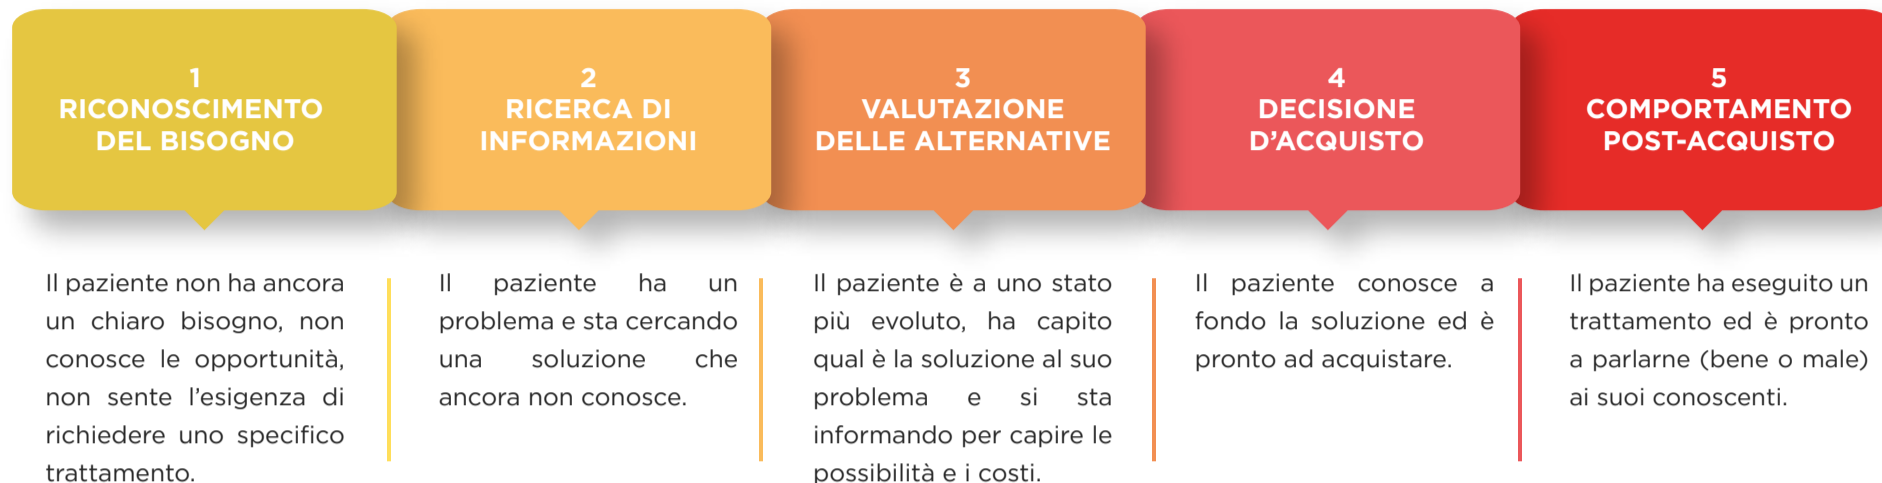 1
RICONOSCIMENTO
DEL BISOGNO
2
RICERCA DI
INFORMAZIONI
3
VALUTAZIONE
DELLE ALTERNATIVE
4
DECISIONE
D’ACQUISTO
5
COMPORTAMENTO
POST-ACQUISTO
Il paziente non ha ancora
un chiaro bisogno, non
conosce le opportunità,
non sente l’esigenza di
richiedere uno specifico
trattamento.
Il paziente ha un
problema e sta cercando
una soluzione che
ancora non conosce.
Il paziente è a uno stato
più evoluto, ha capito
qual è la soluzione al suo
problema e si sta
informando per capire le
possibilità e i costi.
Il paziente conosce a
fondo la soluzione ed è
pronto ad acquistare.
Il paziente ha eseguito un
trattamento ed è pronto
a parlarne (bene o male)
ai suoi conoscenti.